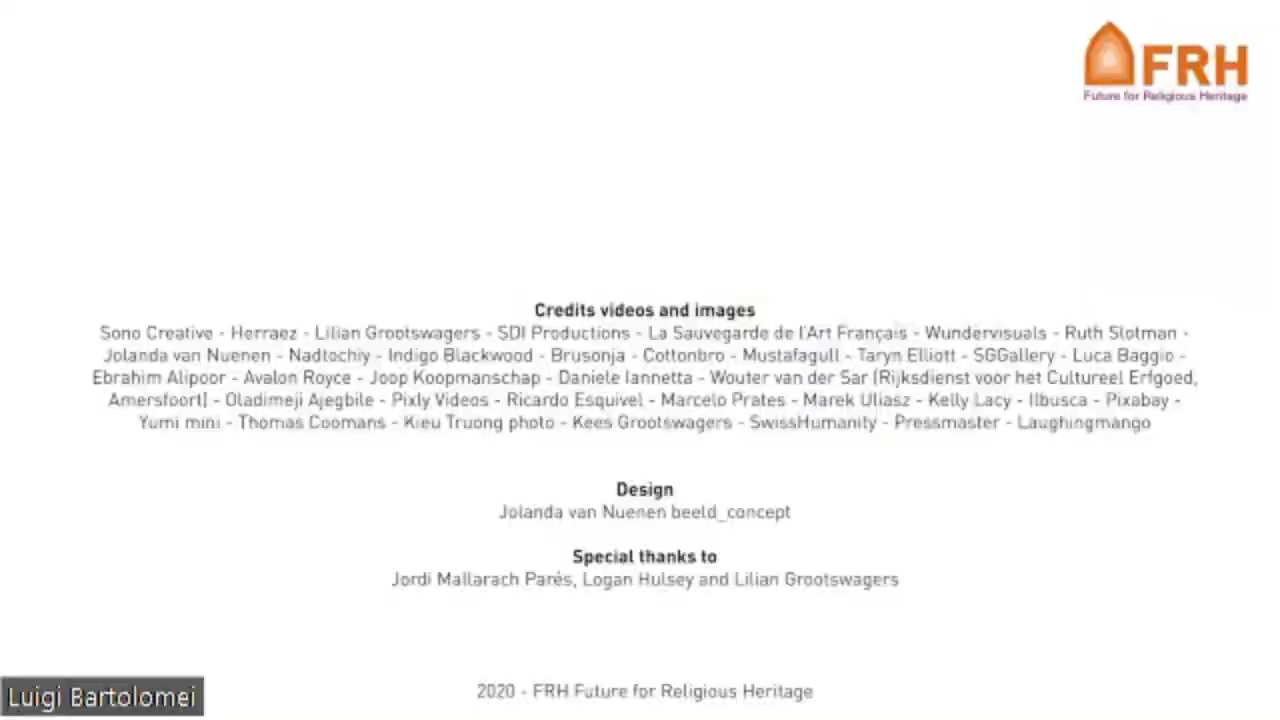 FRH
Future for Religious Heritage
Credits videos and images
Sono Creative - Herraez - Lilian Grootswagers - SDI Productions - La Sauvegarde de l'Art Français - Wundervisuals - Ruth Slotman -
Jolanda van Nuenen - Nadtochiy - Indigo Blackwood - Brusonja - Cottonbro - Mustafagull - Taryn Elliott - SGGallery - Luca Baggio -
Ebrahim Alipoor - Avalon Royce - Joop Koopmanschap - Daniele Iannetta - Wouter van der Sar (Rijksdienst voor het Cultureel Erfgoed,
Amersfoort) - Oladimeji Ajegbile - Pixly Videos - Ricardo Esquivel - Marcelo Prates - Marek Uliasz - Kelly Lacy - Ilbusca - Pixabay -
Yumi mini - Thomas Coomans - Kieu Truong photo - Kees Grootswagers - SwissHumanity - Pressmaster - Laughingmango
Design
Jolanda van Nuenen beeld_concept
Special thanks to
Jordi Mallarach Parés, Logan Hulsey and Lilian Grootswagers
2020 - FRH Future for Religious Heritage
Luigi Bartolomei